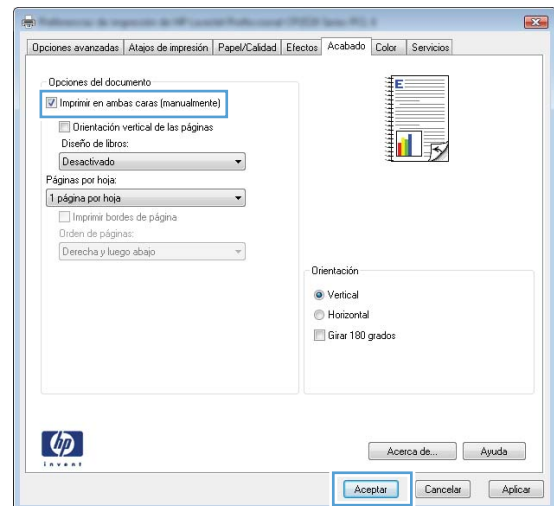 Opciones avanzadas Atajos de impresión Papel/Calidad Efectos Acabado Color Servicios
Opciones del documento
Imprimir en ambas caras (manualmente)
Orientación vertical de las páginas
Diseño de libros:
Desactivado
Páginas por hoja:
1 página por hoja
Imprimir bordes de página
Orden de páginas:
Derecha y luego abajo
E
Orientación
Vertical
Horizontal
Girar 180 grados
hp
invent
Acerca de... Ayuda
Aceptar Cancelar Aplicar